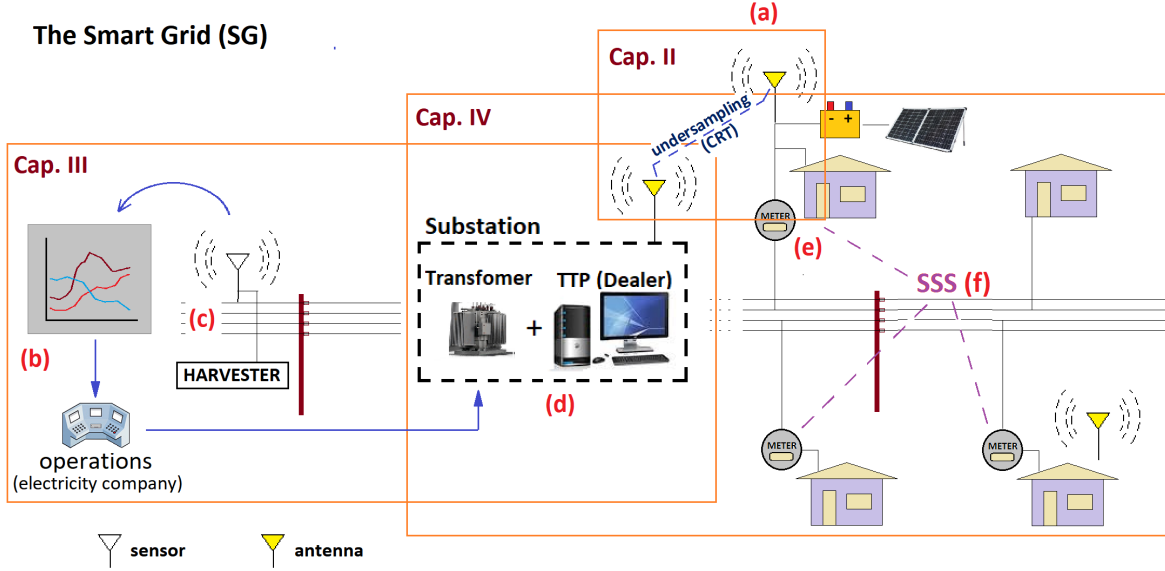 The Smart Grid (SG)
(a)
Cap. II
Cap. IV
undersampling
(CRT)
- +
Cap. III
METER
(e)
Substation
Transfomer
TTP (Dealer)
+
SSS (f)
(c)
(b)
HARVESTER
(d)
METER
METER
operations
(electricity company)
sensor
antenna